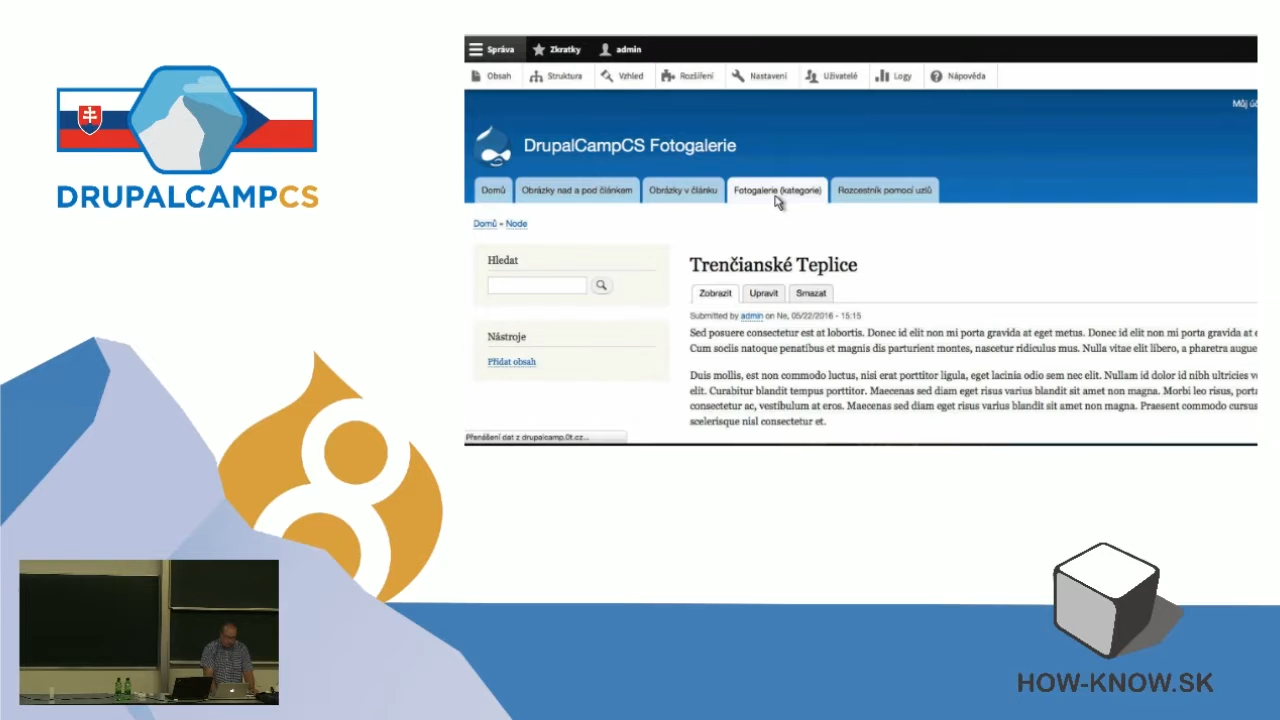 DRUPALCAMPCS
Správa Zkratky admin
Obsah Struktura Vzhled Rozšíření Nastavení Uživatelé Logy Nápověda
Můj úč
DrupalCampCS Fotogalerie
Domů Obrázky nad a pod článkem Obrázky v článku Fotogalerie (kategorie) Rozcestník pomocí uzlů
Domů » Node
Hledat
Nástroje
Přidat obsah
Trenčianské Teplice
Zobrazit Upravit Smazat
Submitted by admin on Ne, 05/22/2016 - 15:15
Sed posuere consectetur est at lobortis. Donec id elit non mi porta gravida at eget metus. Donec id elit non mi porta gravida at e
Cum sociis natoque penatibus et magnis dis parturient montes, nascetur ridiculus mus. Nulla vitae elit libero, a pharetra augue
Duis mollis, est non commodo luctus, nisi erat porttitor ligula, eget lacinia odio sem nec elit. Nullam id dolor id nibh ultricies v
elit. Curabitur blandit tempus porttitor. Maecenas sed diam eget risus varius blandit sit amet non magna. Morbi leo risus, porta
consectetur ac, vestibulum at eros. Maecenas sed diam eget risus varius blandit sit amet non magna. Praesent commodo cursus
scelerisque nisl consectetur et.
Přenášení dat z drupalcamp.0t.cz...
HOW-KNOW.SK